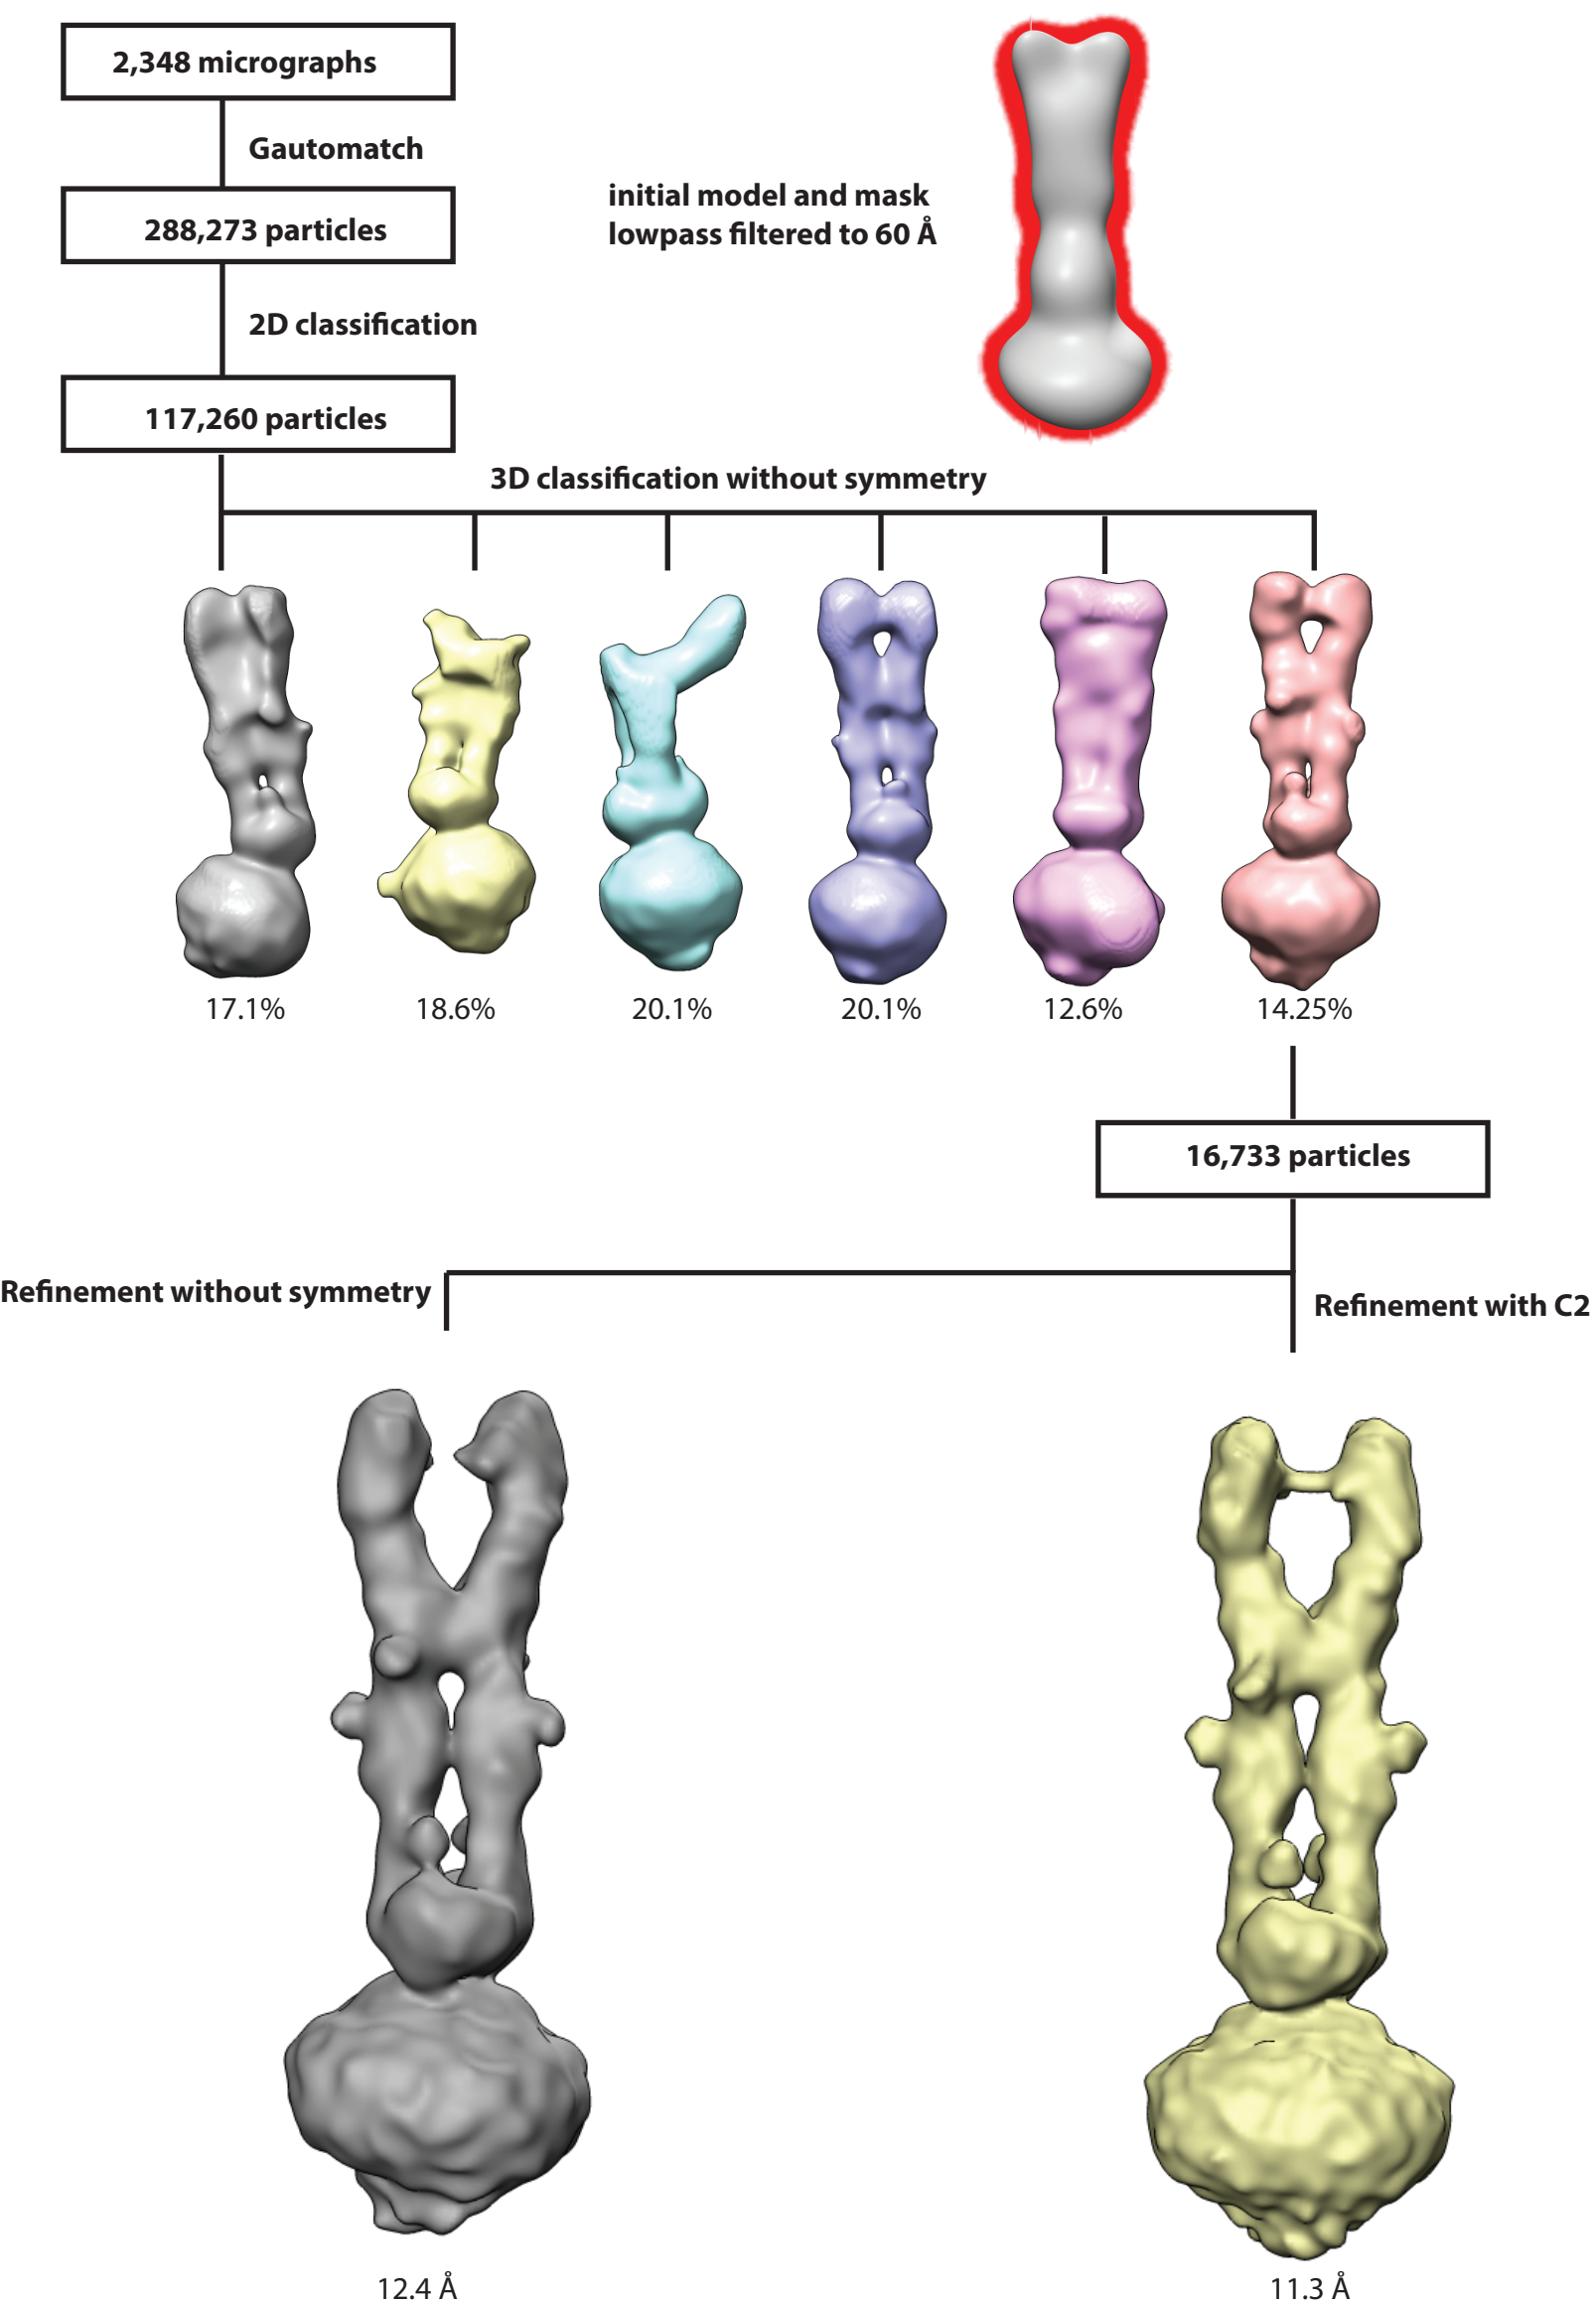 2,348 micrographs
Gautomatch
288,273 particles
initial model and mask
lowpass filtered to 60 Å
2D classification
117,260 particles
3D classification without symmetry
17.1%
18.6%
20.1%
20.1%
12.6%
14.25%
16,733 particles
Refinement without symmetry
Refinement with C2
12.4 Å
11.3 Å